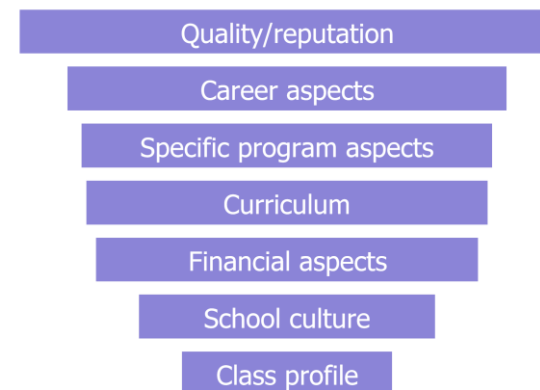 Quality/reputation
Career aspects
Specific program aspects
Curriculum
Financial aspects
School culture
Class profile